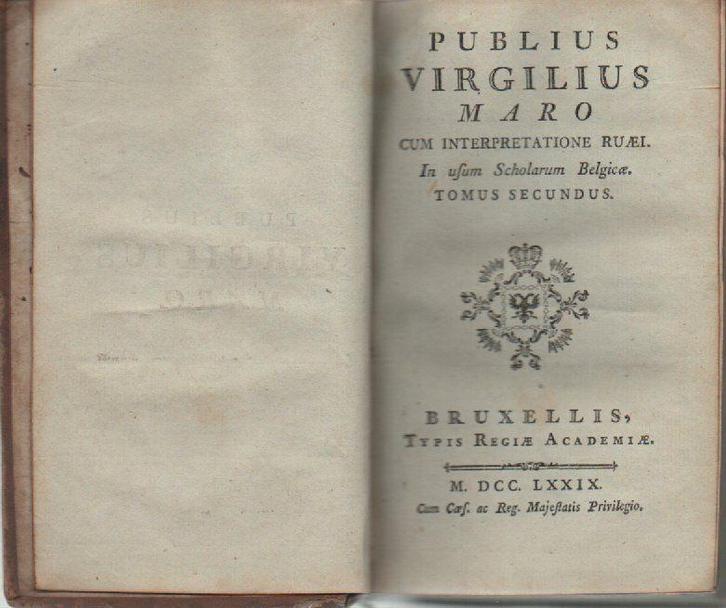 PUBLIUS
VIRGILIUS
MARO
CUM INTERPRETATIONE RUÆI.
In uſum Scholarum Belgicæ.
TOMUS SECUNDUS.
BRUXELLIS,
TYPIS REGIÆ ACADEMIÆ.
M. DCC. LXXIX.
Cum Cæſ. ac Reg. Majeſtatis Privilegio.